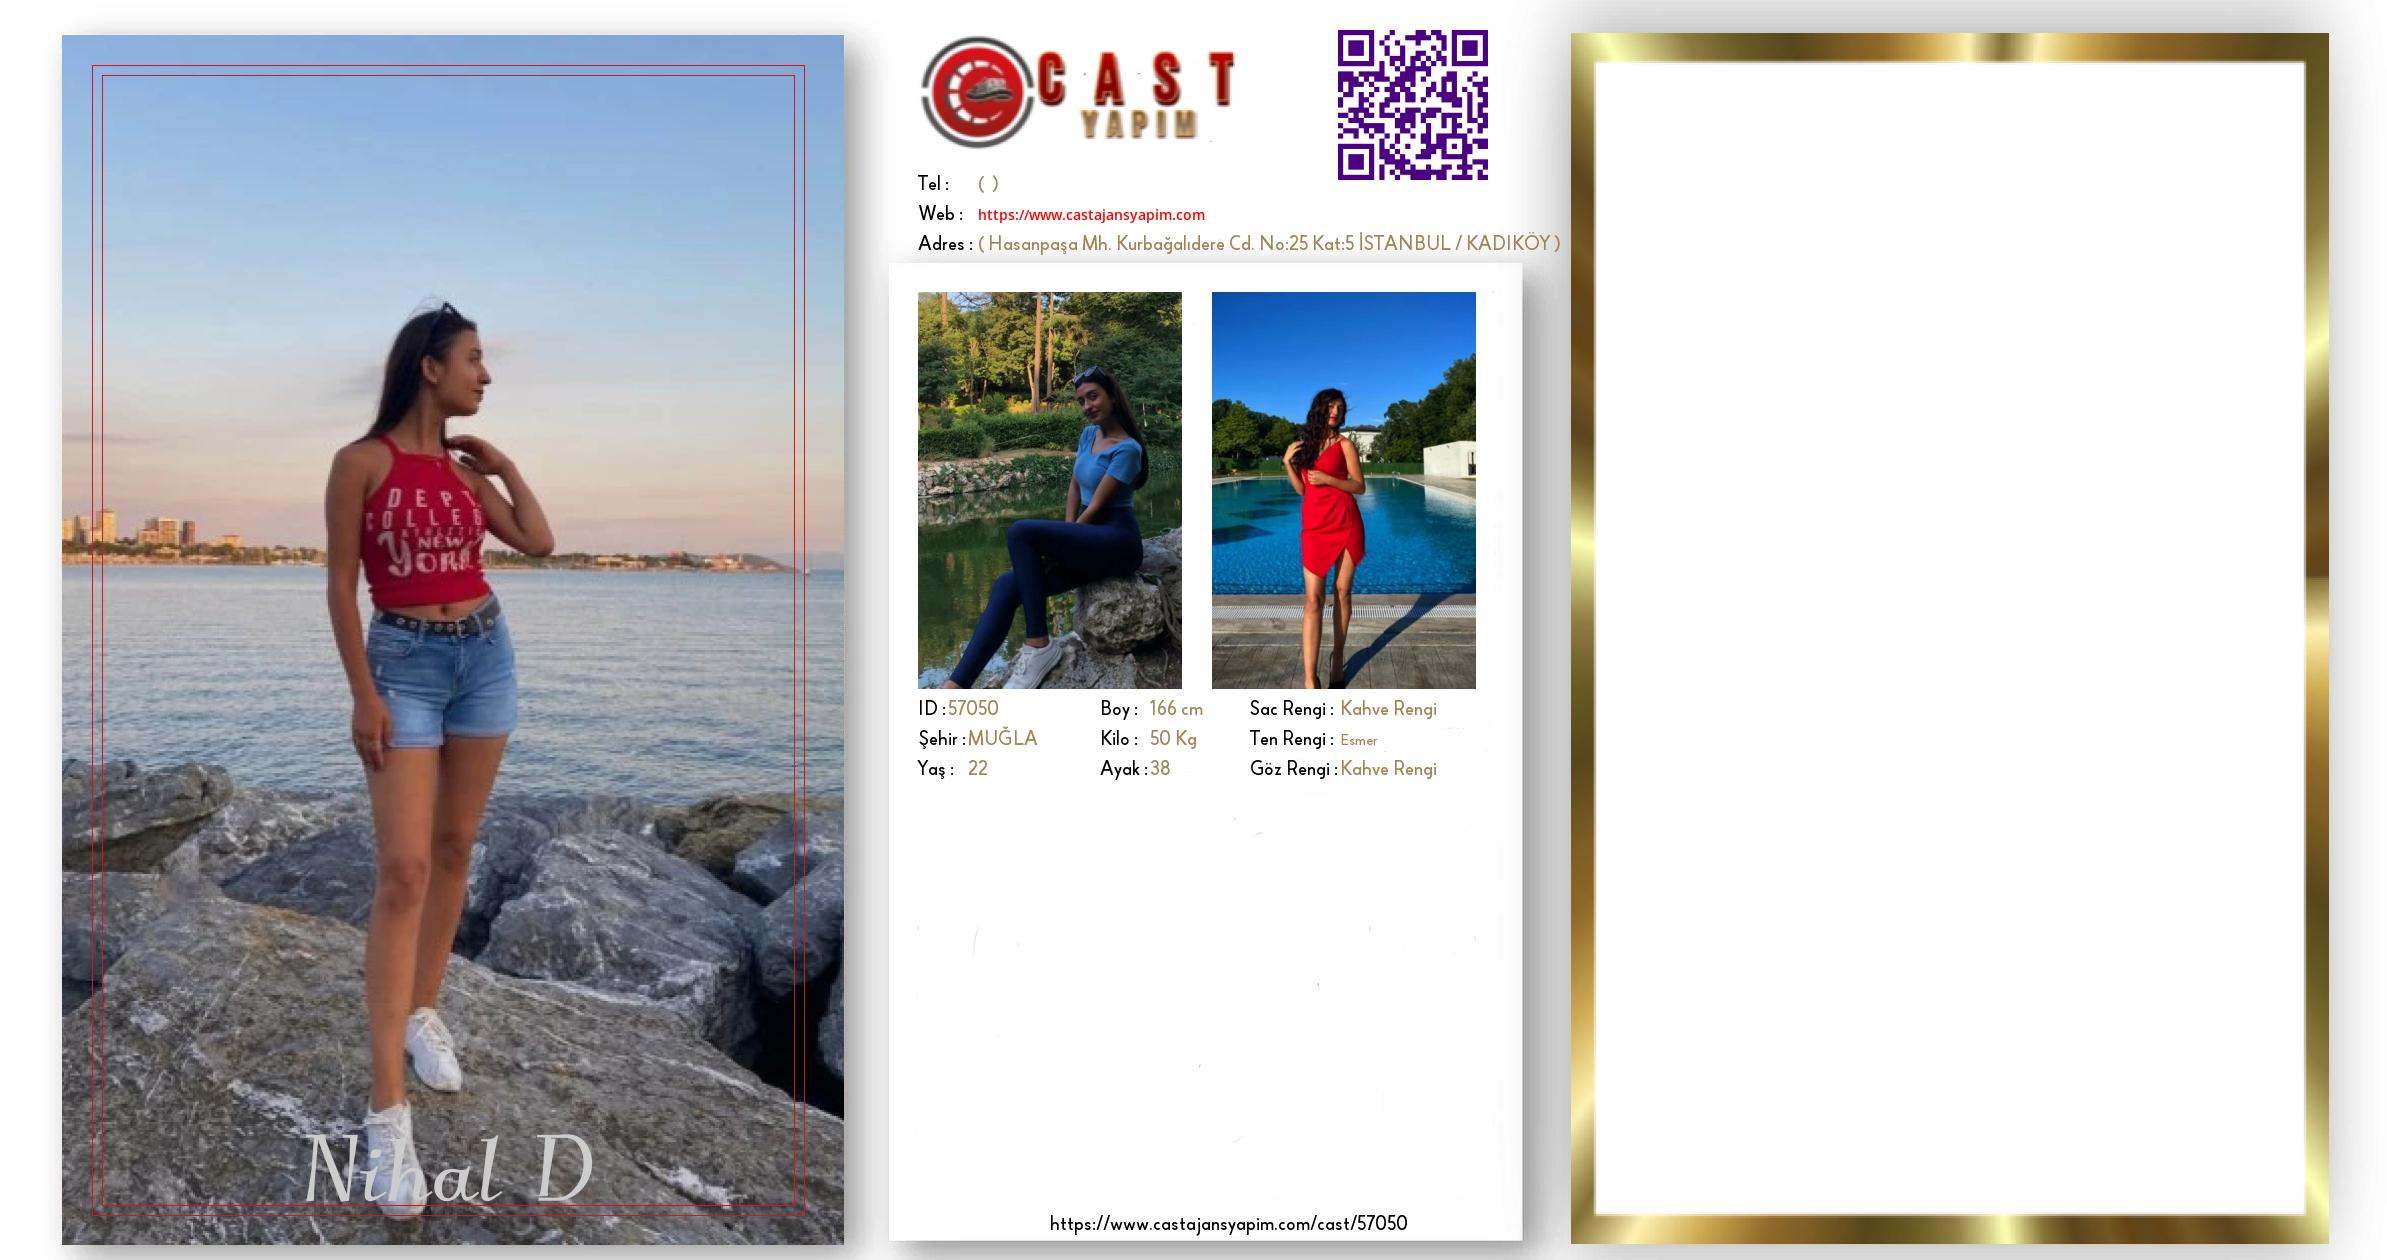 DEPT
COLLEG
ATHLETIC
NEW
YORK
Nihal D
CAST
YAPIM
Tel : ( )
Web : https://www.castajansyapim.com
Adres : ( Hasanpaşa Mh. Kurbağalıdere Cd. No:25 Kat:5 İSTANBUL / KADIKÖY )
ID : 57050 Boy : 166 cm Sac Rengi : Kahve Rengi
Şehir : MUĞLA Kilo : 50 Kg Ten Rengi : Esmer
Yaş : 22 Ayak : 38 Göz Rengi : Kahve Rengi
https://www.castajansyapim.com/cast/57050